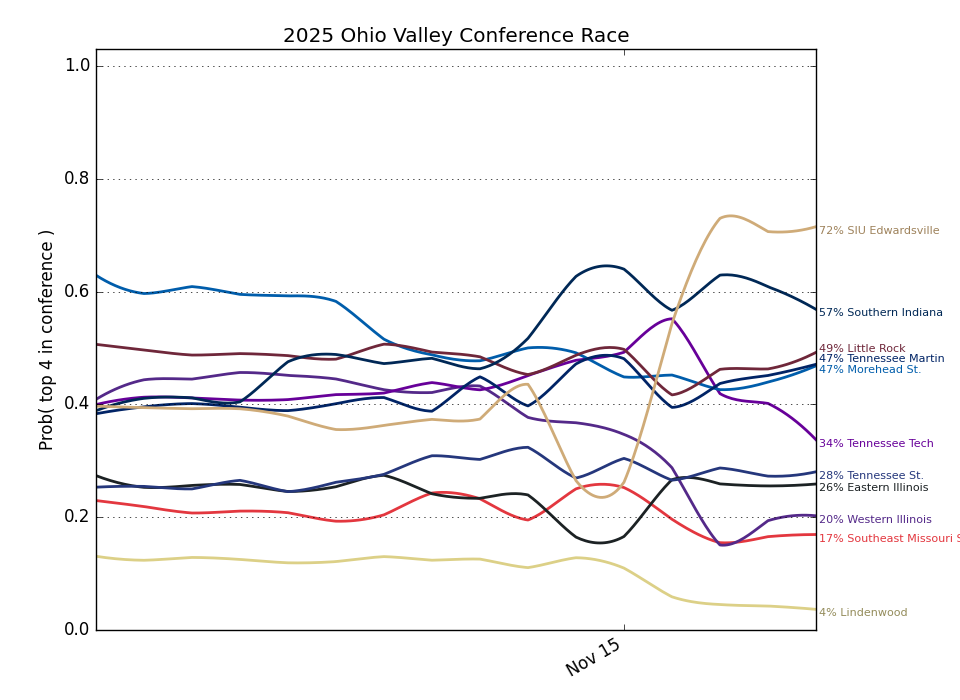 2025 Ohio Valley Conference Race
Prob( top 4 in conference )
1.0
0.8
0.6
0.4
0.2
0.0
Nov 15
72% SIU Edwardsville
57% Southern Indiana
49% Little Rock
47% Tennessee Martin
47% Morehead St.
34% Tennessee Tech
28% Tennessee St.
26% Eastern Illinois
20% Western Illinois
17% Southeast Missouri
4% Lindenwood